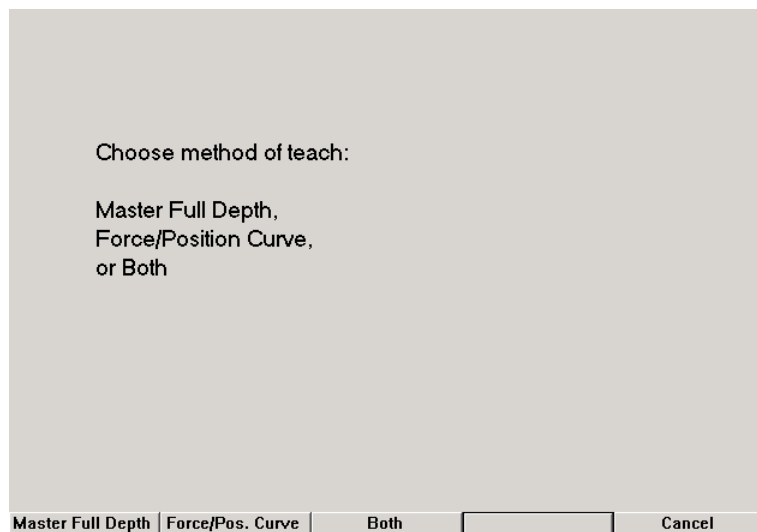 Choose method of teach:
Master Full Depth,
Force/Position Curve,
or Both
Master Full Depth Force/Pos. Curve Both Cancel